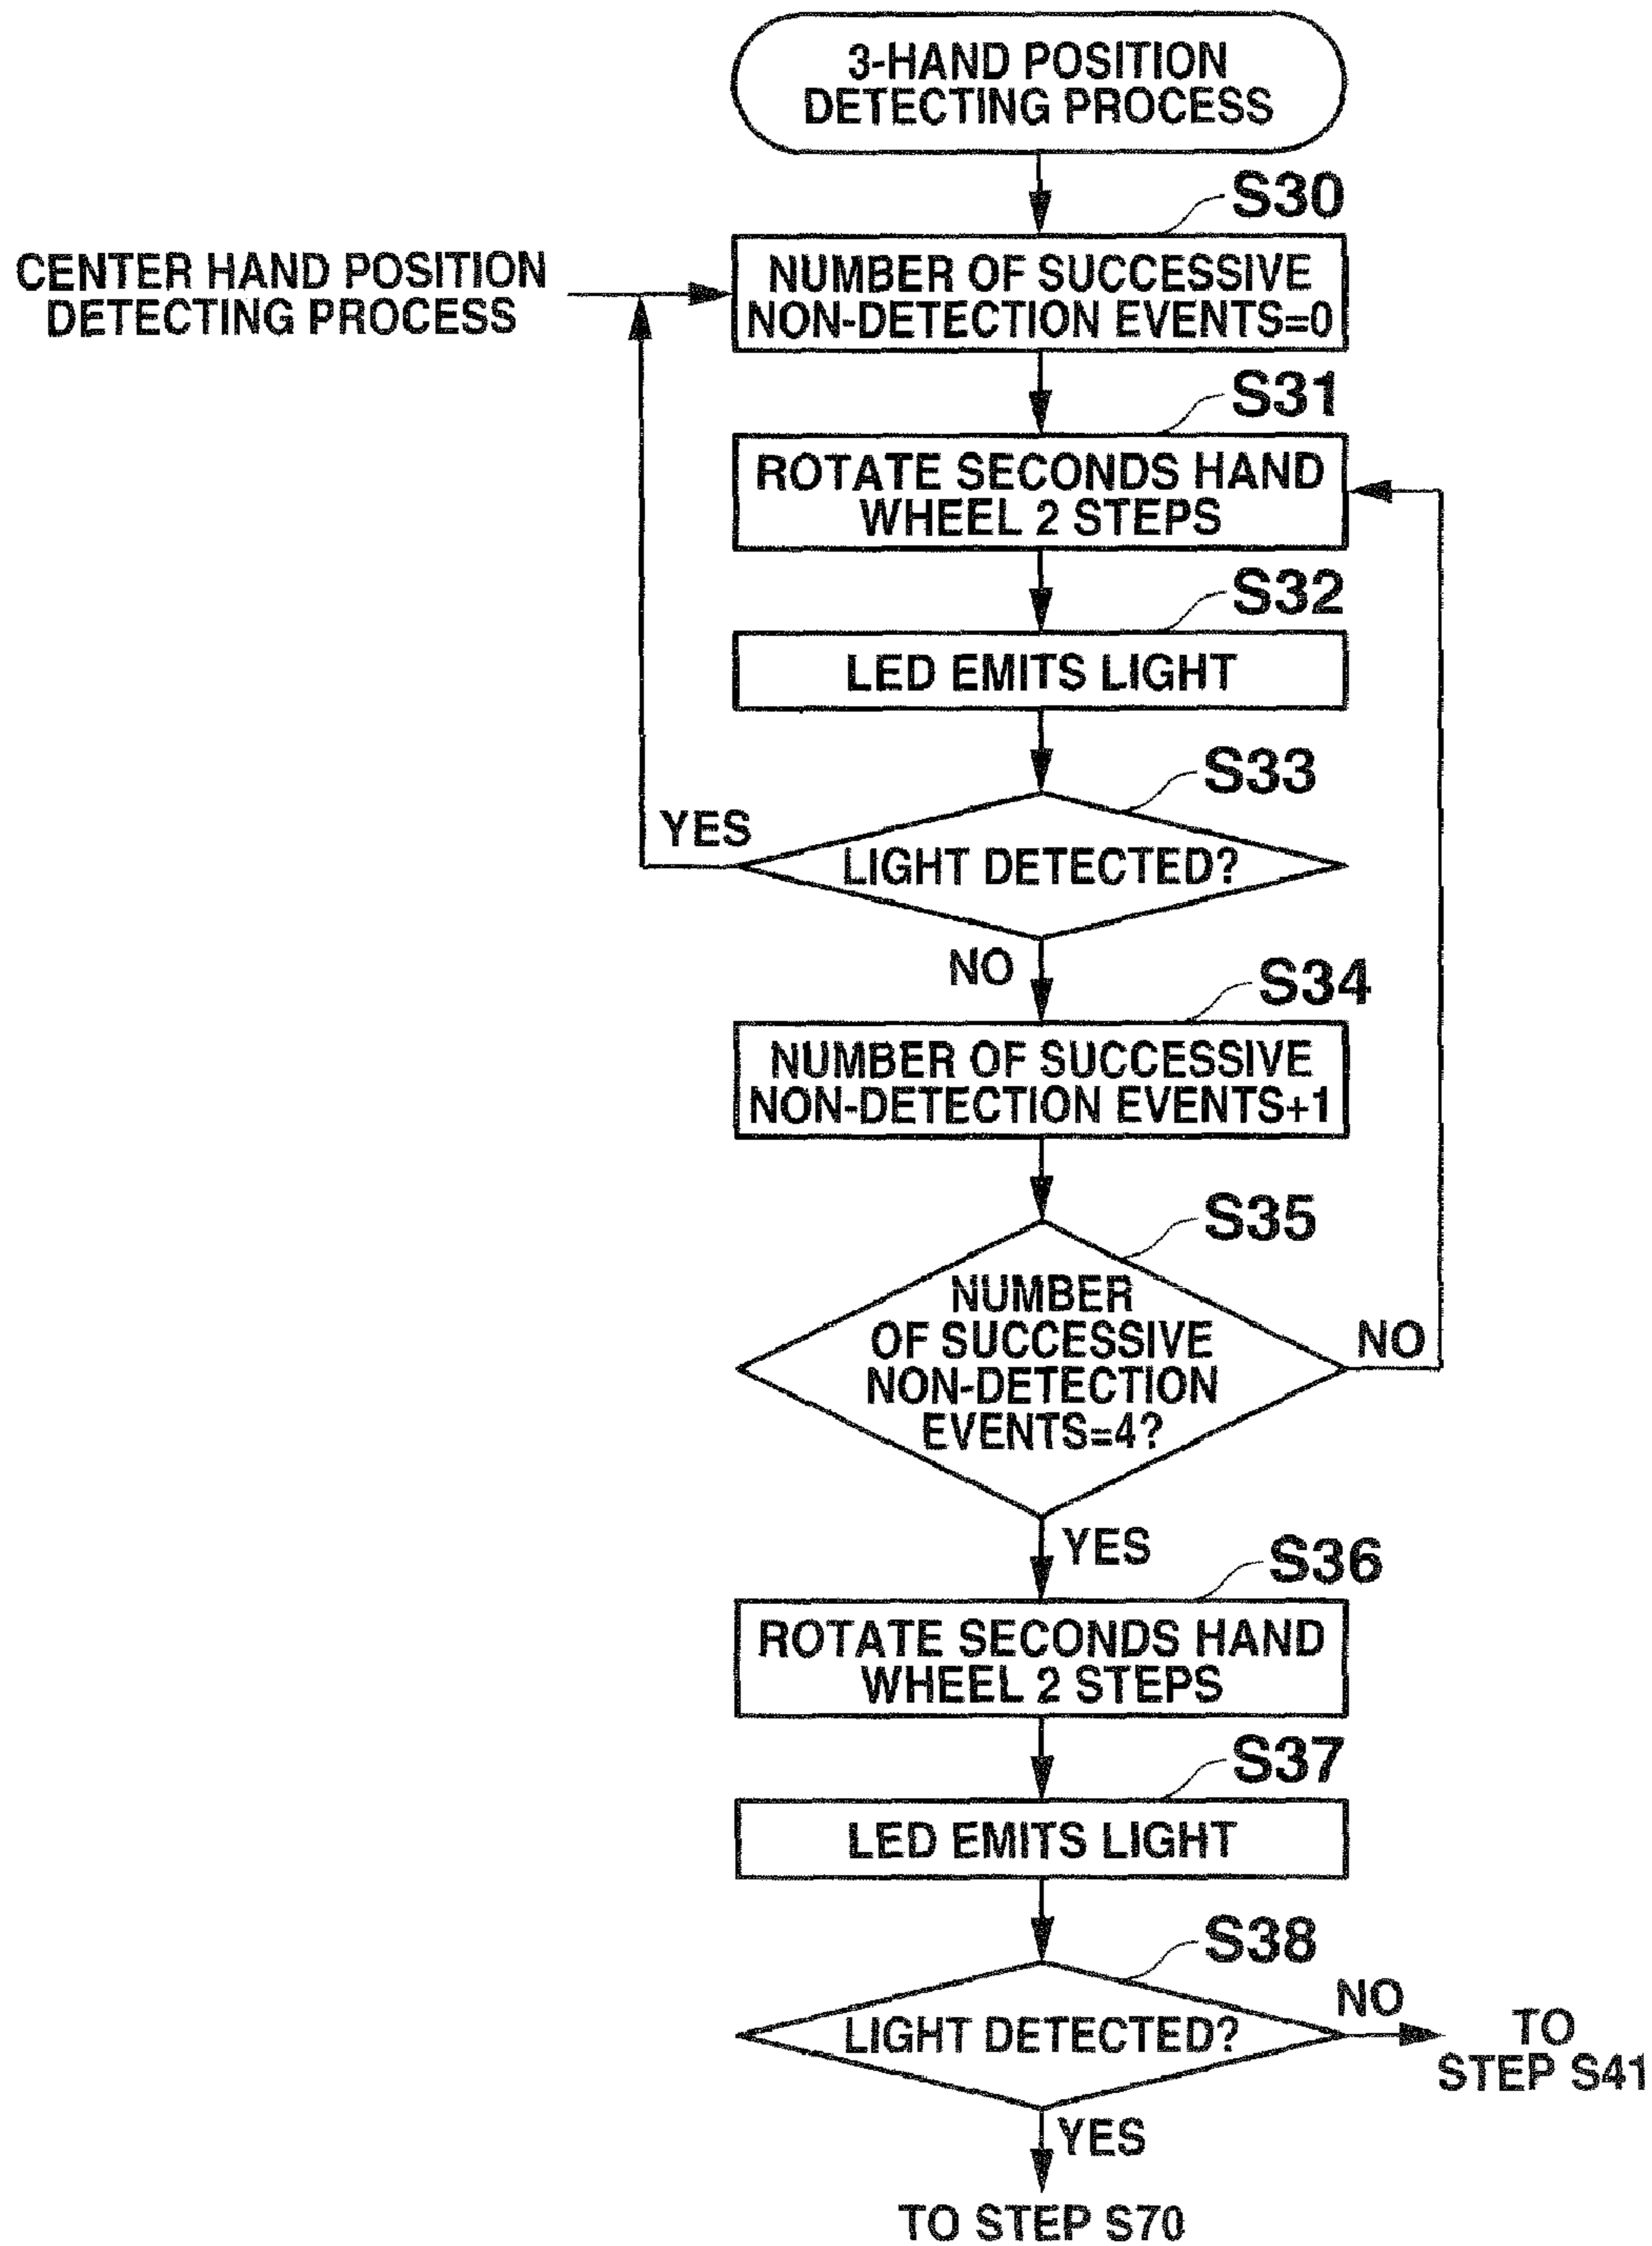 3-HAND POSITION
DETECTING PROCESS
S30
CENTER HAND POSITION
DETECTING PROCESS
NUMBER OF SUCCESSIVE
NON-DETECTION EVENTS=0
S31
ROTATE SECONDS HAND
WHEEL 2 STEPS
S32
LED EMITS LIGHT
S33
YES
LIGHT DETECTED?
NO
S34
NUMBER OF SUCCESSIVE
NON-DETECTION EVENTS+1
S35
NUMBER
OF SUCCESSIVE
NON-DETECTION
EVENTS=4?
NO
YES
S36
ROTATE SECONDS HAND
WHEEL 2 STEPS
S37
LED EMITS LIGHT
S38
LIGHT DETECTED?
NO
TO
STEP S41
YES
TO STEP S70